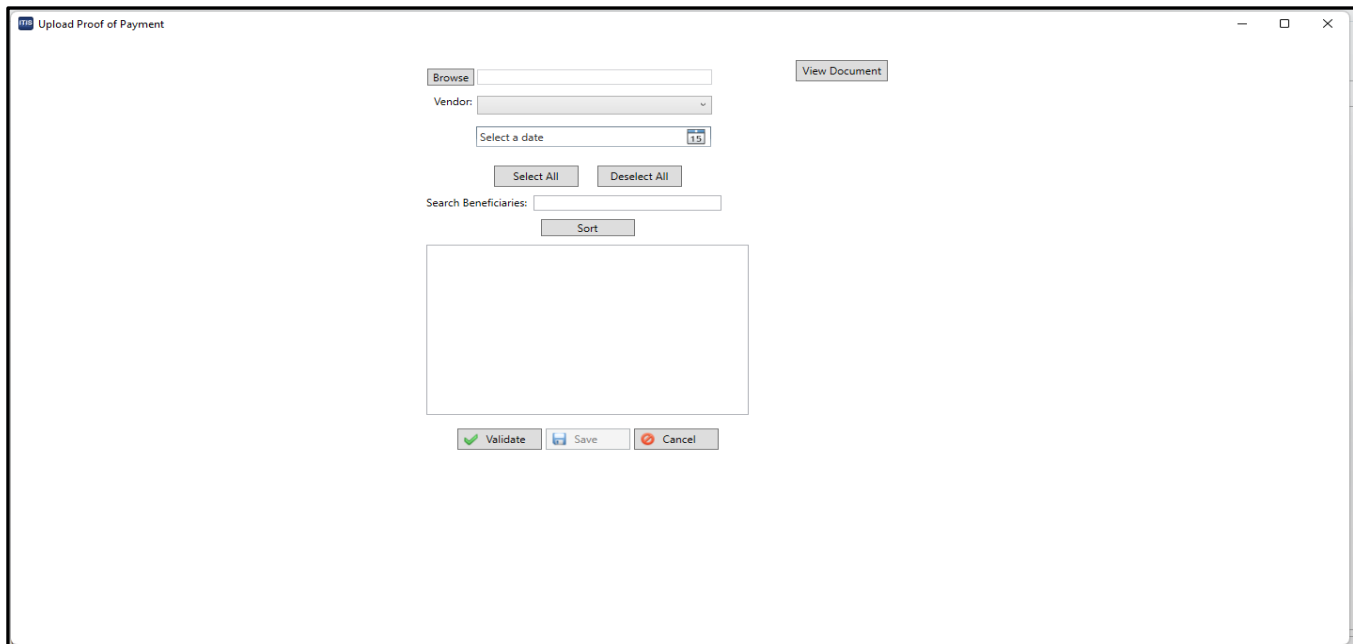 ITIS Upload Proof of Payment
Browse
View Document
Vendor:
Select a date 15
Select All Deselect All
Search Beneficiaries:
Sort
Validate Save Cancel